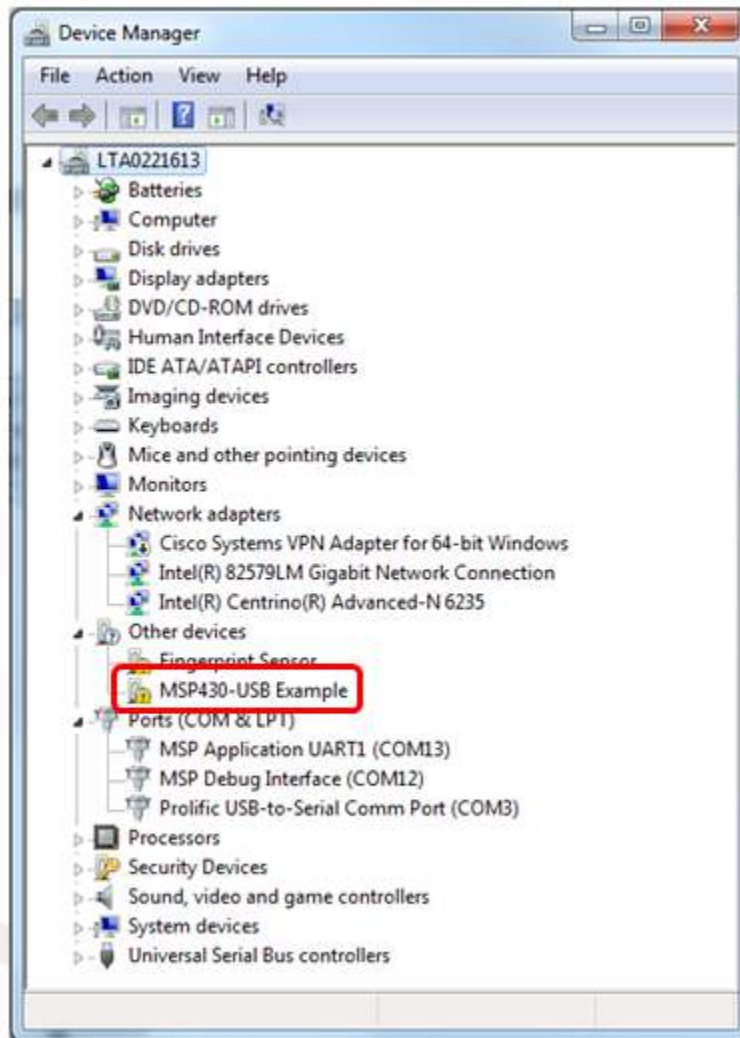 Device Manager
File Action View Help
LTA0221613
Batteries
Computer
Disk drives
Display adapters
DVD/CD-ROM drives
Human Interface Devices
IDE ATA/ATAPI controllers
Imaging devices
Keyboards
Mice and other pointing devices
Monitors
Network adapters
Cisco Systems VPN Adapter for 64-bit Windows
Intel(R) 82579LM Gigabit Network Connection
Intel(R) Centrino(R) Advanced-N 6235
Other devices
Fingerprint Sensor
MSP430-USB Example
Ports (COM & LPT)
MSP Application UART1 (COM13)
MSP Debug Interface (COM12)
Prolific USB-to-Serial Comm Port (COM3)
Processors
Security Devices
Sound, video and game controllers
System devices
Universal Serial Bus controllers